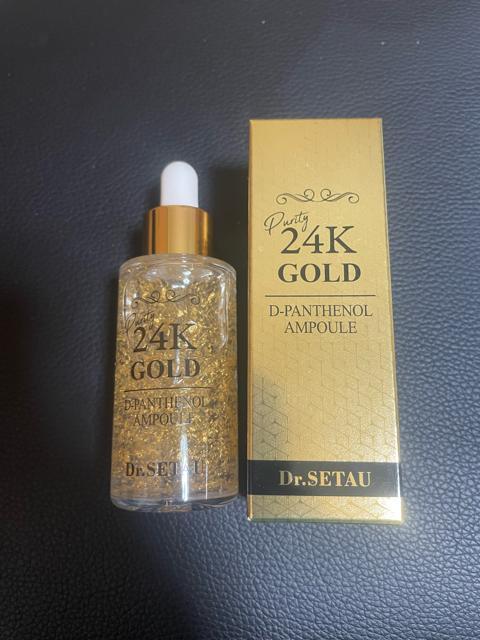 Purity
24K
GOLD
D-PANTHENOL
AMPOULE
Dr.SETAU
Purity
24K
GOLD
D-PANTHENOL
AMPOULE
Dr.SETAU